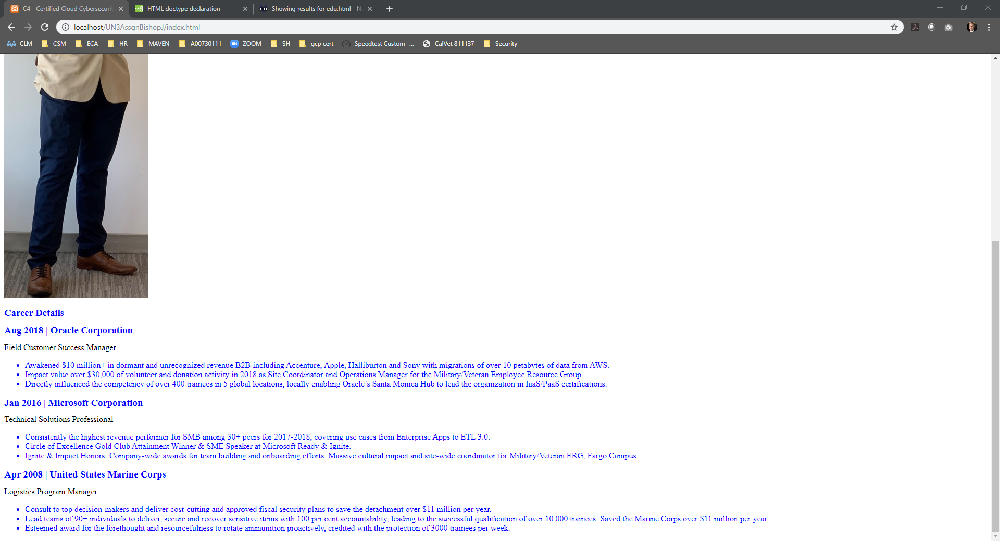 C4 - Certified Cloud Cybersecurit
HTML doctype declaration
nu Showing results for edu.html - N
localhost/UN3AssgnBishopJ/index.html
CLM CSM ECA HR MAVEN A00730111 ZOOM SH gcp cert Speedtest Custom -... CalVet 811137 Security
Career Details
Aug 2018 | Oracle Corporation
Field Customer Success Manager
• Awakened $10 million+ in dormant and unrecognized revenue B2B including Accenture, Apple, Halliburton and Sony with migrations of over 10 petabytes of data from AWS.
• Impact value over $30,000 of volunteer and donation activity in 2018 as Site Coordinator and Operations Manager for the Military/Veteran Employee Resource Group.
• Directly influenced the competency of over 400 trainees in 5 global locations, locally enabling Oracle’s Santa Monica Hub to lead the organization in IaaS/PaaS certifications.
Jan 2016 | Microsoft Corporation
Technical Solutions Professional
• Consistently the highest revenue performer for SMB among 30+ peers for 2017-2018, covering use cases from Enterprise Apps to ETL 3.0.
• Circle of Excellence Gold Club Attainment Winner & SME Speaker at Microsoft Ready & Ignite.
• Ignite & Impact Honors: Company-wide awards for team building and onboarding efforts. Massive cultural impact and site-wide coordinator for Military/Veteran ERG, Fargo Campus.
Apr 2008 | United States Marine Corps
Logistics Program Manager
• Consult to top decision-makers and deliver cost-cutting and approved fiscal security plans to save the detachment over $11 million per year.
• Lead teams of 90+ individuals to deliver, secure and recover sensitive items with 100 per cent accountability, leading to the successful qualification of over 10,000 trainees. Saved the Marine Corps over $11 million per year.
• Esteemed award for the forethought and resourcefulness to rotate ammunition proactively, credited with the protection of 3000 trainees per week.